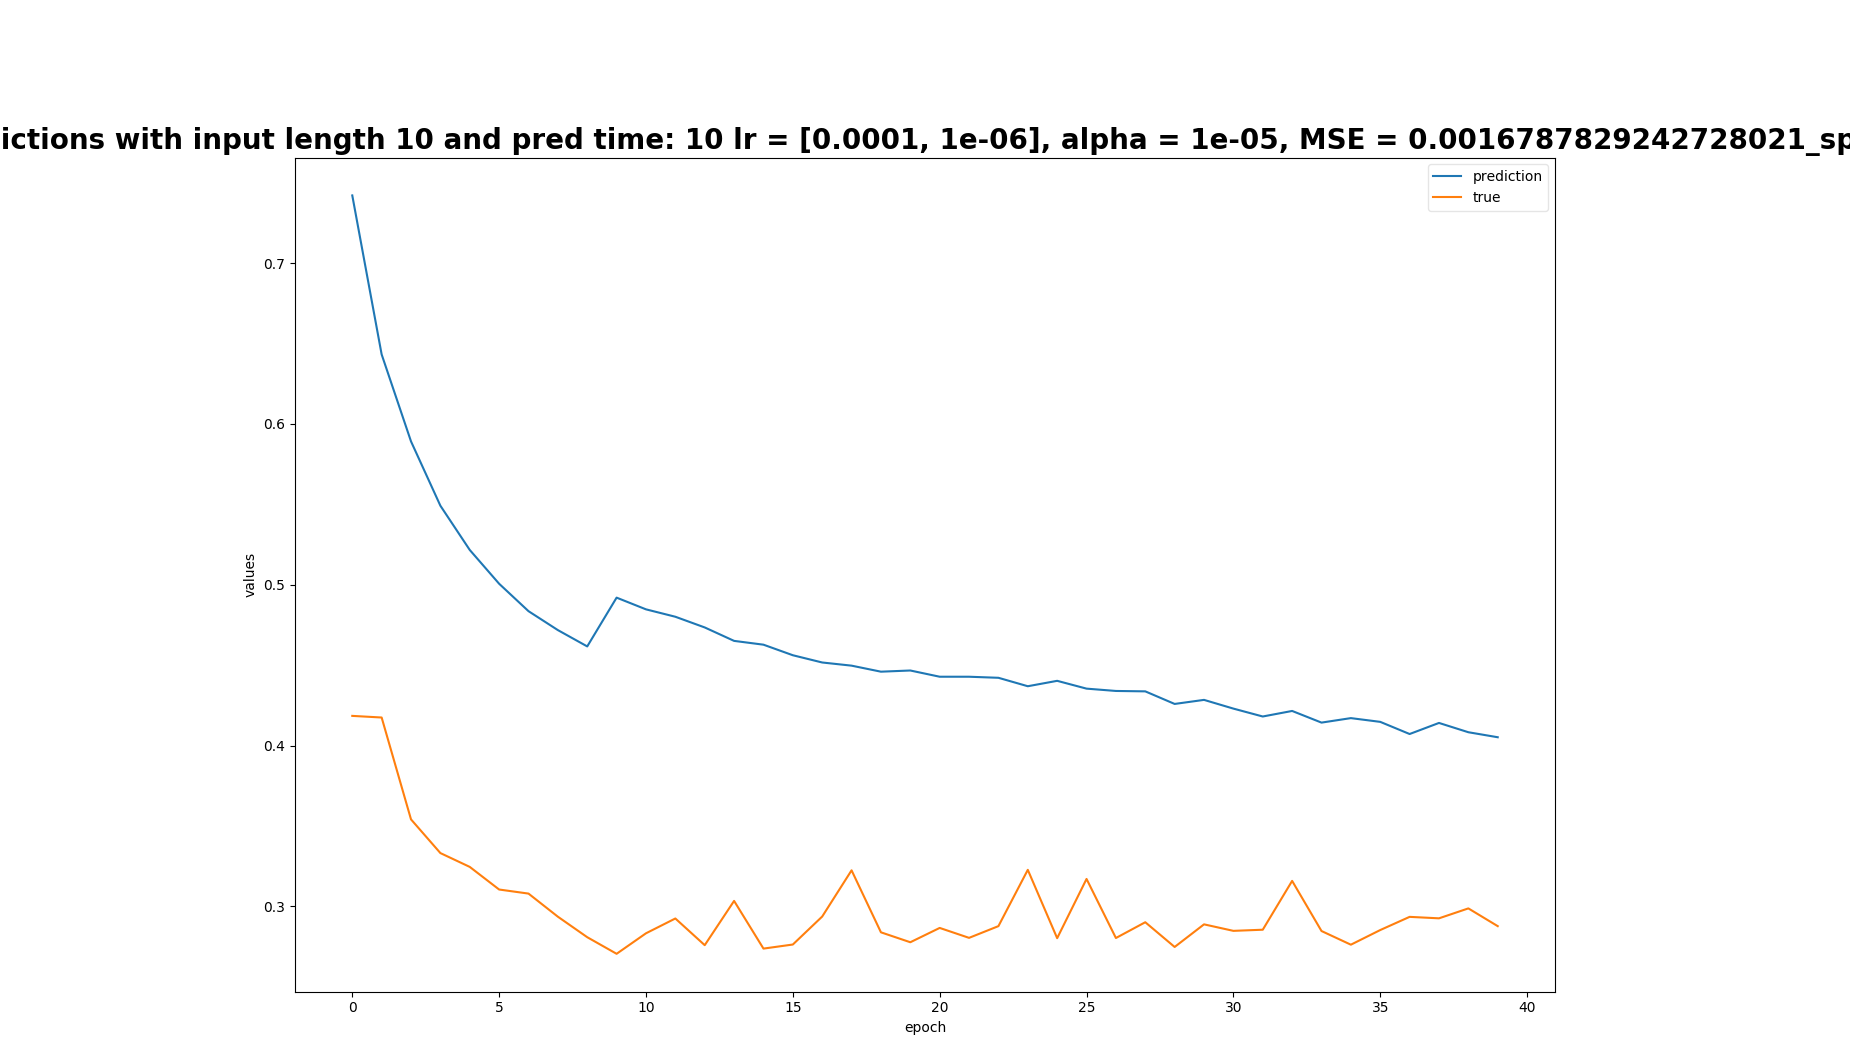 ictions with input length 10 and pred time: 10 lr = [0.0001, 1e-06], alpha = 1e-05, MSE = 0.0016787829242728021_sp
prediction
true
0.7
0.6
0.5
0.4
0.3
values
0 5 10 15 20 25 30 35 40
epoch